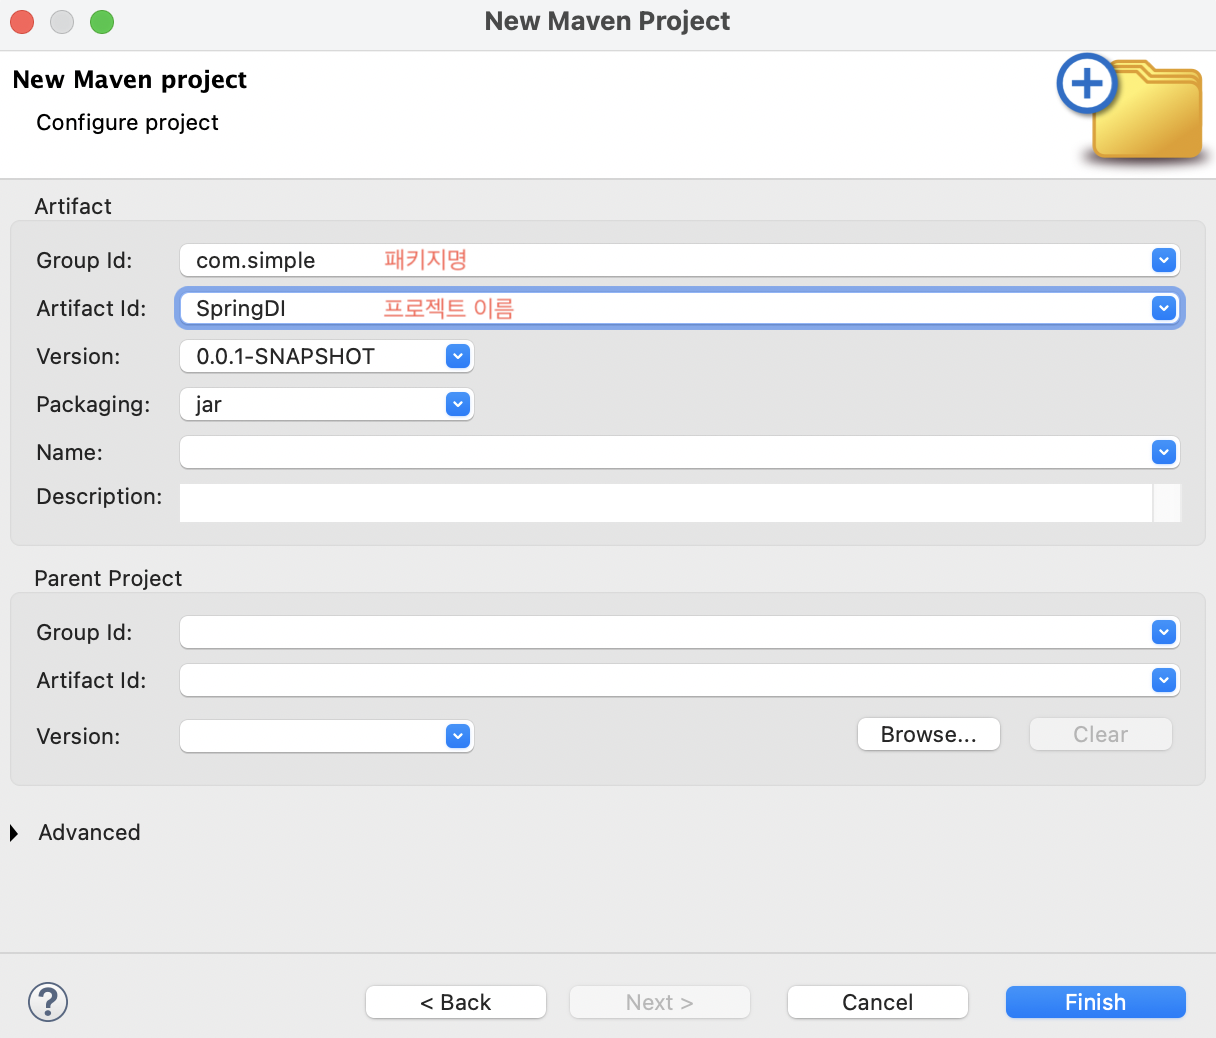 New Maven Project
New Maven project
Configure project
Artifact
Group Id: com.simple 패키지명
Artifact Id: SpringDI 프로젝트 이름
Version: 0.0.1-SNAPSHOT
Packaging: jar
Name:
Description:
Parent Project
Group Id:
Artifact Id:
Version:
Browse... Clear
Advanced
? < Back Next > Cancel Finish